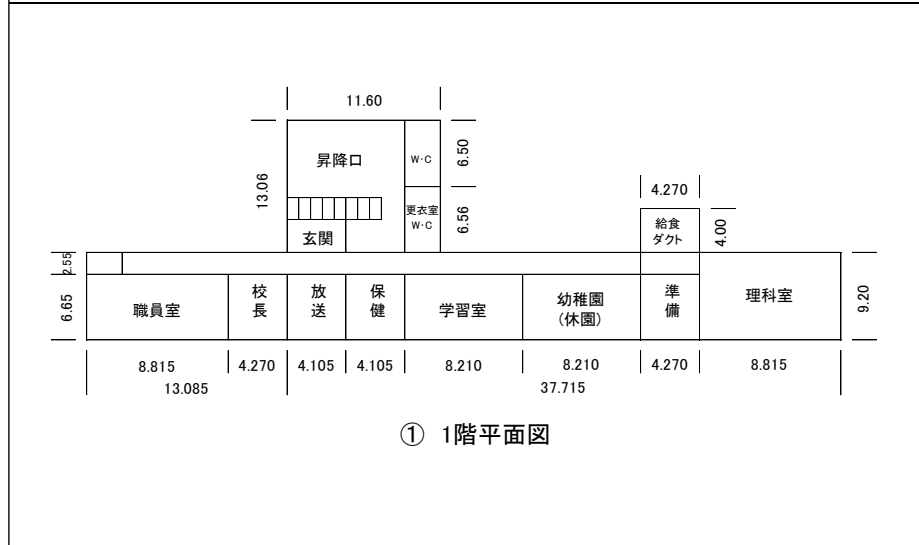 11.60
昇降口
W・C
6.50
13.06
更衣室
W・C
6.56
玄関
4.270
給食
ダクト
4.00
2.55
6.65
職員室
校長
放送
保健
学習室
幼稚園
(休園)
準備
理科室
9.20
8.815
4.270
4.105
4.105
8.210
8.210
4.270
8.815
13.085
37.715
① 1階平面図